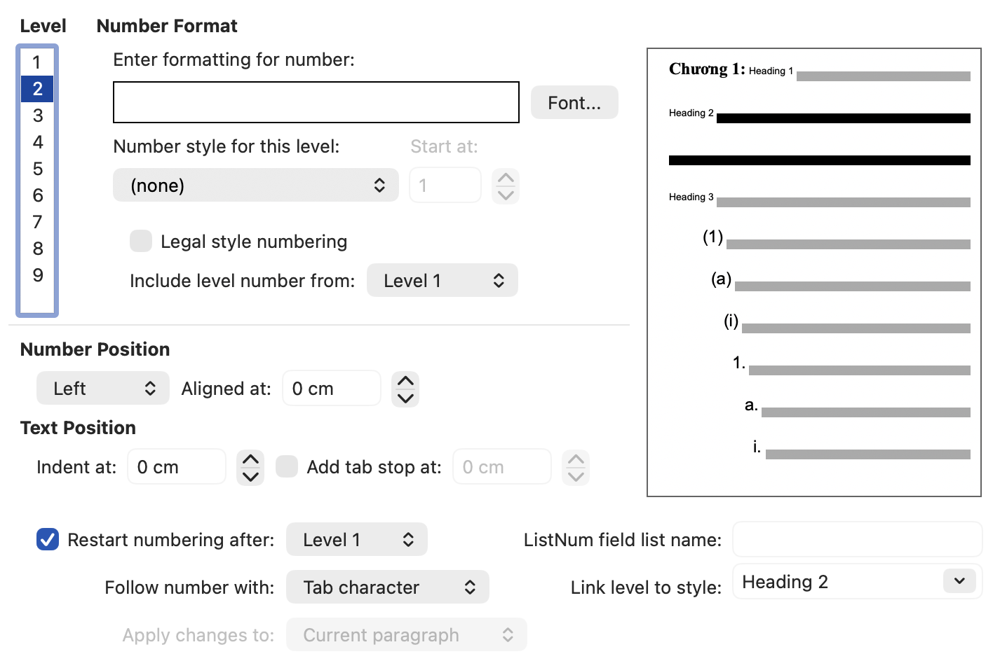 Level Number Format
1
2
3
4
5
6
7
8
9
Enter formatting for number:
Font...
Number style for this level: Start at:
(none) 1
Legal style numbering
Include level number from: Level 1
Number Position
Left Aligned at: 0 cm
Text Position
Indent at: 0 cm Add tab stop at: 0 cm
Chương 1: Heading 1
Heading 2
Heading 3
(1)
(a)
(i)
1.
a.
i.
Restart numbering after: Level 1 ListNum field list name:
Follow number with: Tab character Link level to style: Heading 2
Apply changes to: Current paragraph